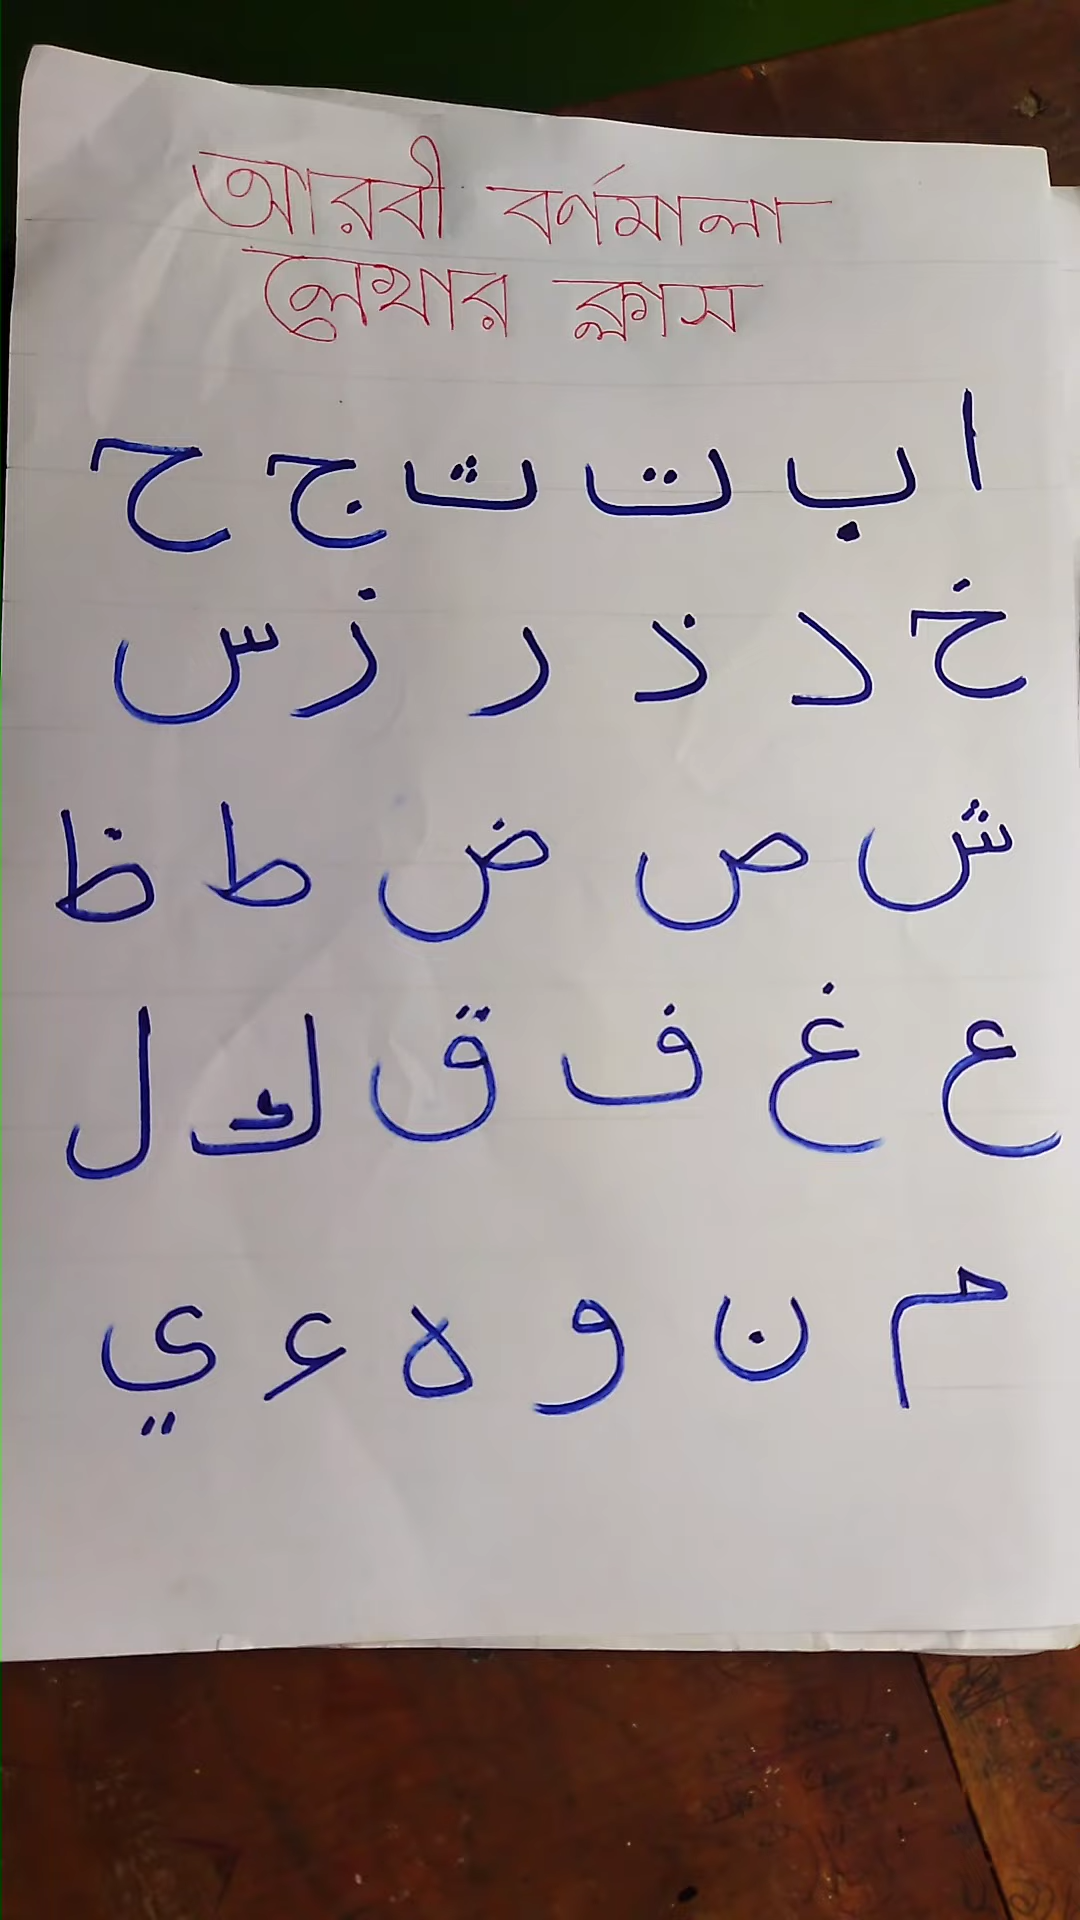 আরবী বর্ণমালা
লেখার ক্লাস
ا ب ت ث ج ح
خ د ذ ر ز س
ش ص ض ط ظ
ع غ ف ق ك ل
م ن و ه ء ي